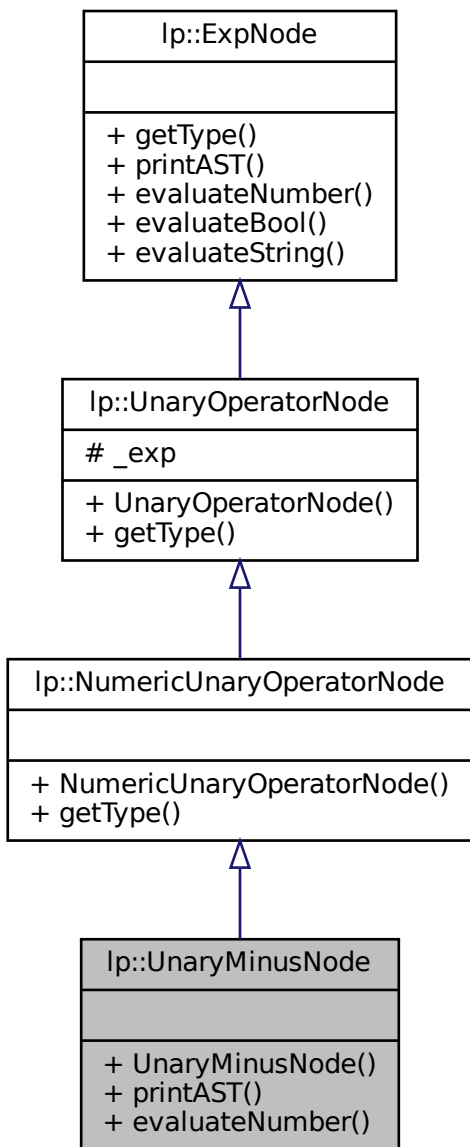 lp::ExpNode
+ getType()
+ printAST()
+ evaluateNumber()
+ evaluateBool()
+ evaluateString()
lp::UnaryOperatorNode
# _exp
+ UnaryOperatorNode()
+ getType()
lp::NumericUnaryOperatorNode
+ NumericUnaryOperatorNode()
+ getType()
lp::UnaryMinusNode
+ UnaryMinusNode()
+ printAST()
+ evaluateNumber()